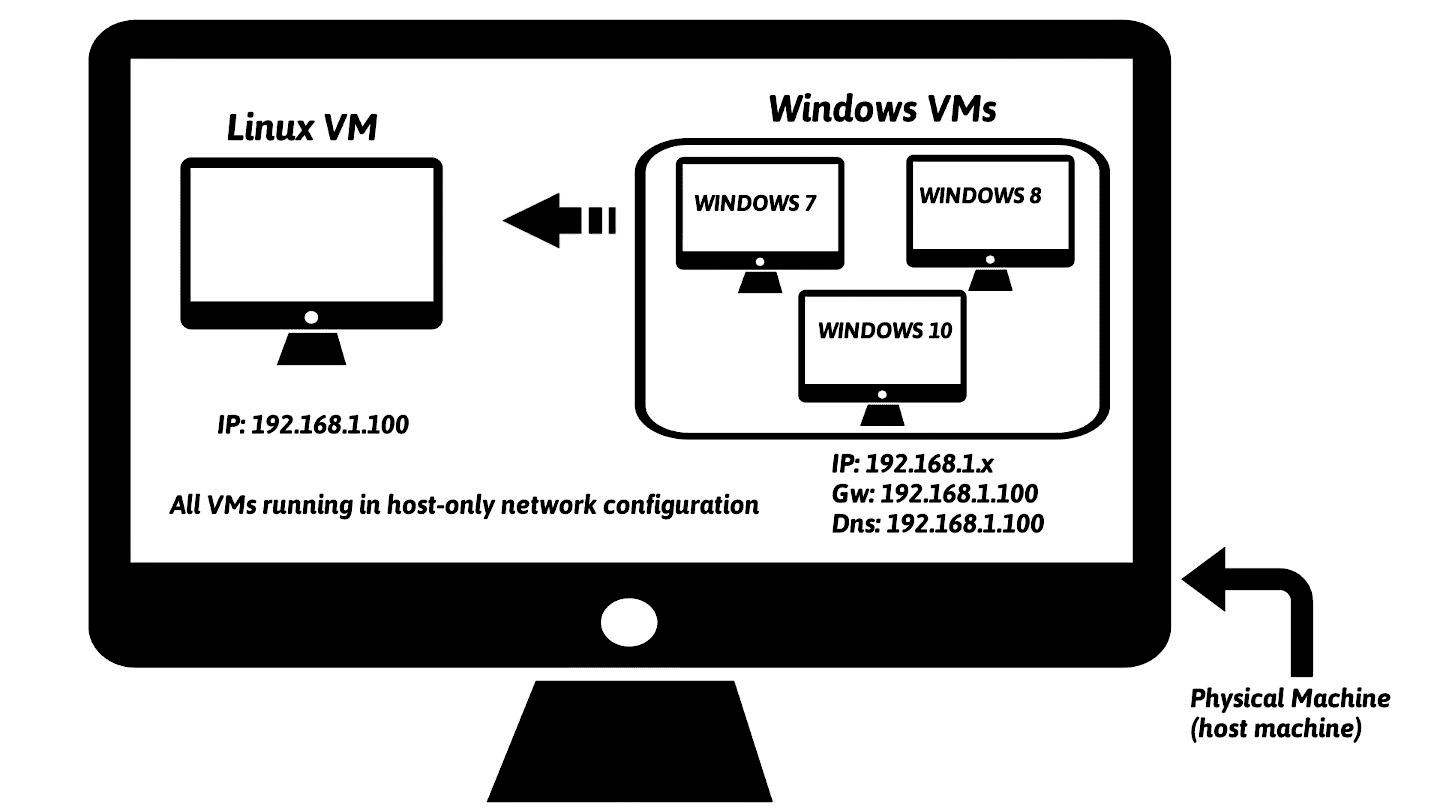 Linux VM
Windows VMs
WINDOWS 7
WINDOWS 8
WINDOWS 10
IP: 192.168.1.100
IP: 192.168.1.x
Gw: 192.168.1.100
Dns: 192.168.1.100
All VMs running in host-only network configuration
Physical Machine
(host machine)